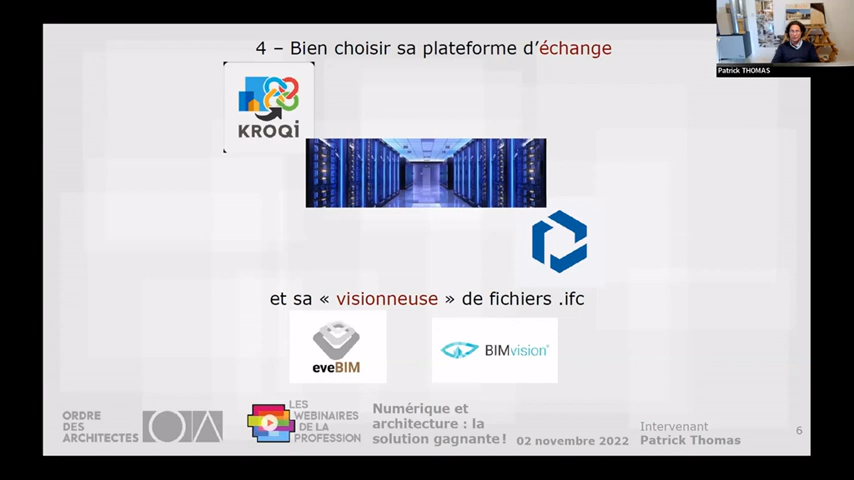 4 – Bien choisir sa plateforme d’échange
Patrick THOMAS
KROQi
et sa « visionneuse » de fichiers .ifc
eveBIM
BIMvision®
ORDRE
DES
ARCHITECTES
LES
WEBINAIRES
DE LA
PROFESSION
Numérique et
architecture : la
solution gagnante !
02 novembre 2022
Intervenant
Patrick Thomas
6